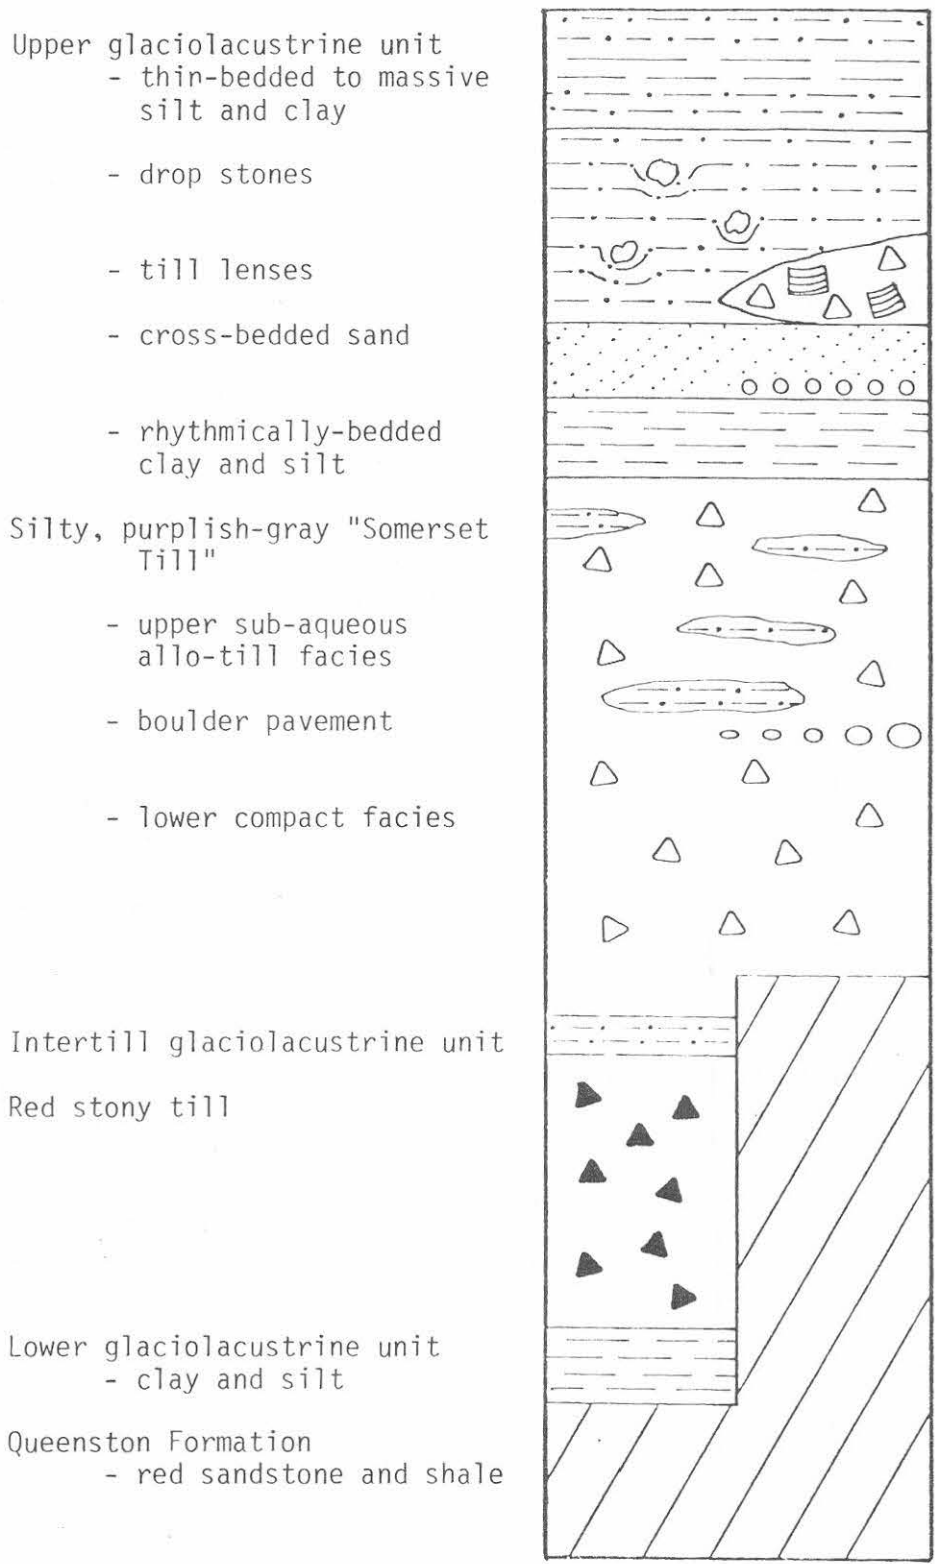 Upper glaciolacustrine unit
- thin-bedded to massive
silt and clay
- drop stones
- till lenses
- cross-bedded sand
- rhythmically-bedded
clay and silt
Silty, purplish-gray "Somerset
Till"
- upper sub-aqueous
allo-till facies
- boulder pavement
- lower compact facies
Intertill glaciolacustrine unit
Red stony till
Lower glaciolacustrine unit
- clay and silt
Queenston Formation
- red sandstone and shale